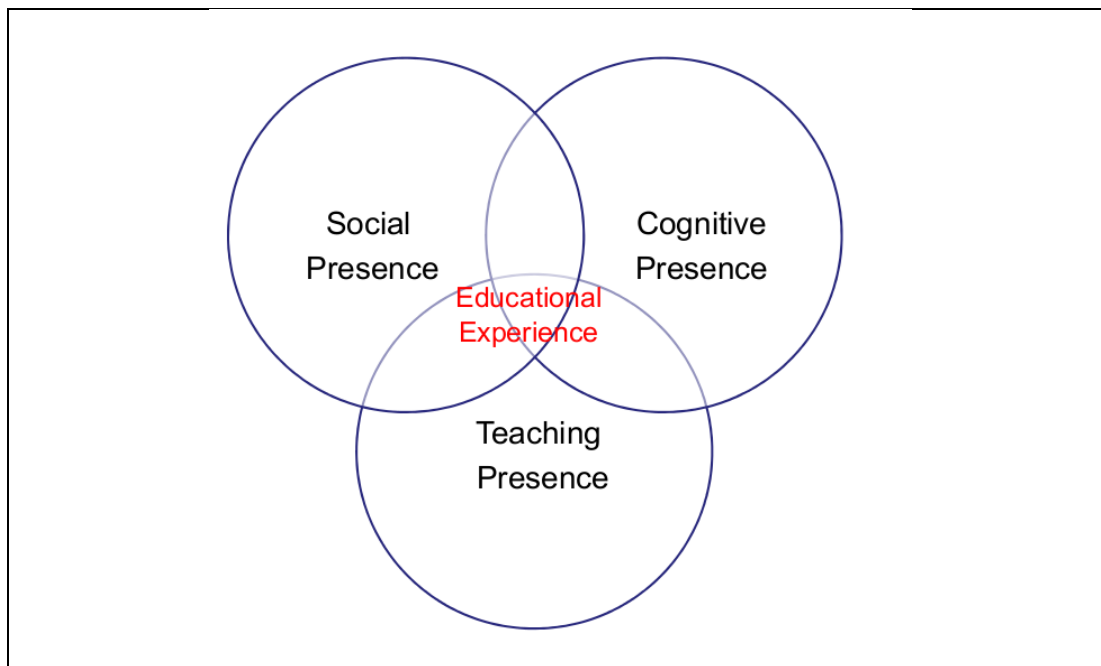 Social
Presence
Cognitive
Presence
Educational
Experience
Teaching
Presence